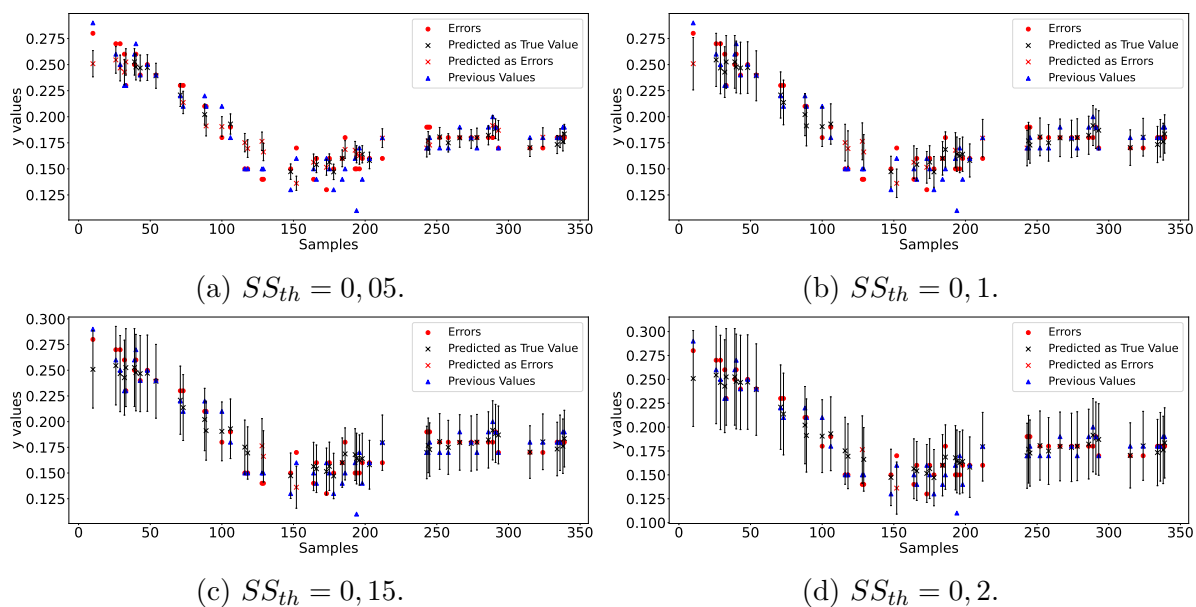 0.275
0.250
0.225
0.200
0.175
0.150
0.125
y values
0 50 100 150 200 250 300 350
Samples
Errors
Predicted as True Value
Predicted as Errors
Previous Values
(a) SS_th = 0, 05.
0.275
0.250
0.225
0.200
0.175
0.150
0.125
y values
0 50 100 150 200 250 300 350
Samples
Errors
Predicted as True Value
Predicted as Errors
Previous Values
(b) SS_th = 0, 1.
0.300
0.275
0.250
0.225
0.200
0.175
0.150
0.125
y values
0 50 100 150 200 250 300 350
Samples
Errors
Predicted as True Value
Predicted as Errors
Previous Values
(c) SS_th = 0, 15.
0.300
0.275
0.250
0.225
0.200
0.175
0.150
0.125
0.100
y values
0 50 100 150 200 250 300 350
Samples
Errors
Predicted as True Value
Predicted as Errors
Previous Values
(d) SS_th = 0, 2.